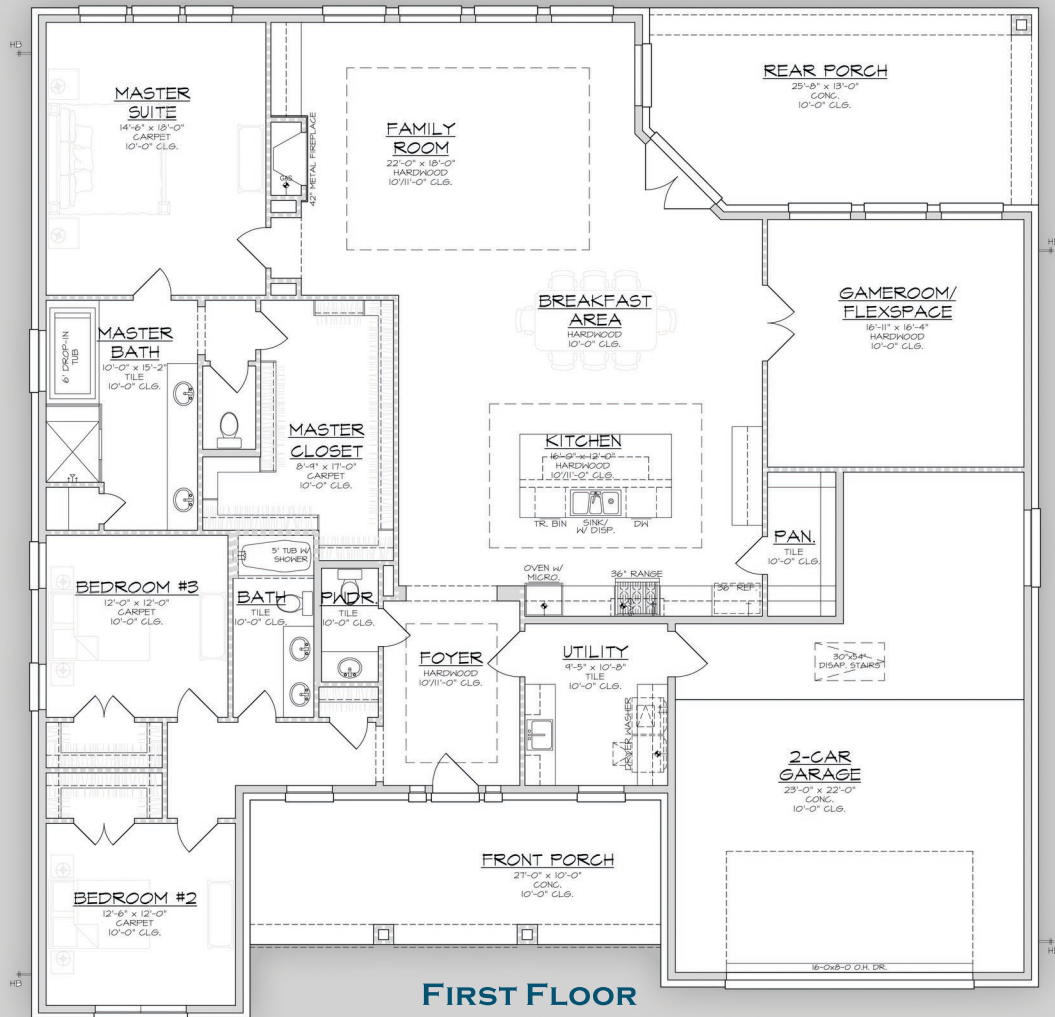 HB
MASTER
SUITE
14'-6" x 18'-0"
CARPET
10'-0" CLG.
GAS
42" METAL FIREPLACE
FAMILY
ROOM
22'-0" x 18'-0"
HARDWOOD
10'/11'-0" CLG.
REAR PORCH
25'-8" x 13'-0"
CONC.
10'-0" CLG.
MASTER
BATH
10'-0" x 15'-2"
TILE
10'-0" CLG.
6' DROP-IN
TUB
MASTER
CLOSET
8'-9" x 17'-0"
CARPET
10'-0" CLG.
BREAKFAST
AREA
HARDWOOD
10'-0" CLG.
GAMEROOM/
FLEXSPACE
16'-11" x 16'-4"
HARDWOOD
10'-0" CLG.
KITCHEN
16'-9" x 12'-0"
HARDWOOD
10'/11'-0" CLG.
TR. BIN
SINK/
W/ DISP.
DW
PAN.
TILE
10'-0" CLG.
OVEN W/
MICRO.
36" RANGE
36" REF.
BEDROOM #3
12'-0" x 12'-0"
CARPET
10'-0" CLG.
5' TUB W/
SHOWER
BATH
TILE
10'-0" CLG.
PWDR.
TILE
10'-0" CLG.
FOYER
HARDWOOD
10'/11'-0" CLG.
UTILITY
9'-5" x 10'-8"
TILE
10'-0" CLG.
DRYER WASHER
30"x54"
DISAP. STAIRS
2-CAR
GARAGE
23'-0" x 22'-0"
CONC.
10'-0" CLG.
16-0x8-0 O.H. DR.
FRONT PORCH
27'-0" x 10'-0"
CONC.
10'-0" CLG.
BEDROOM #2
12'-6" x 12'-0"
CARPET
10'-0" CLG.
HB
FIRST FLOOR